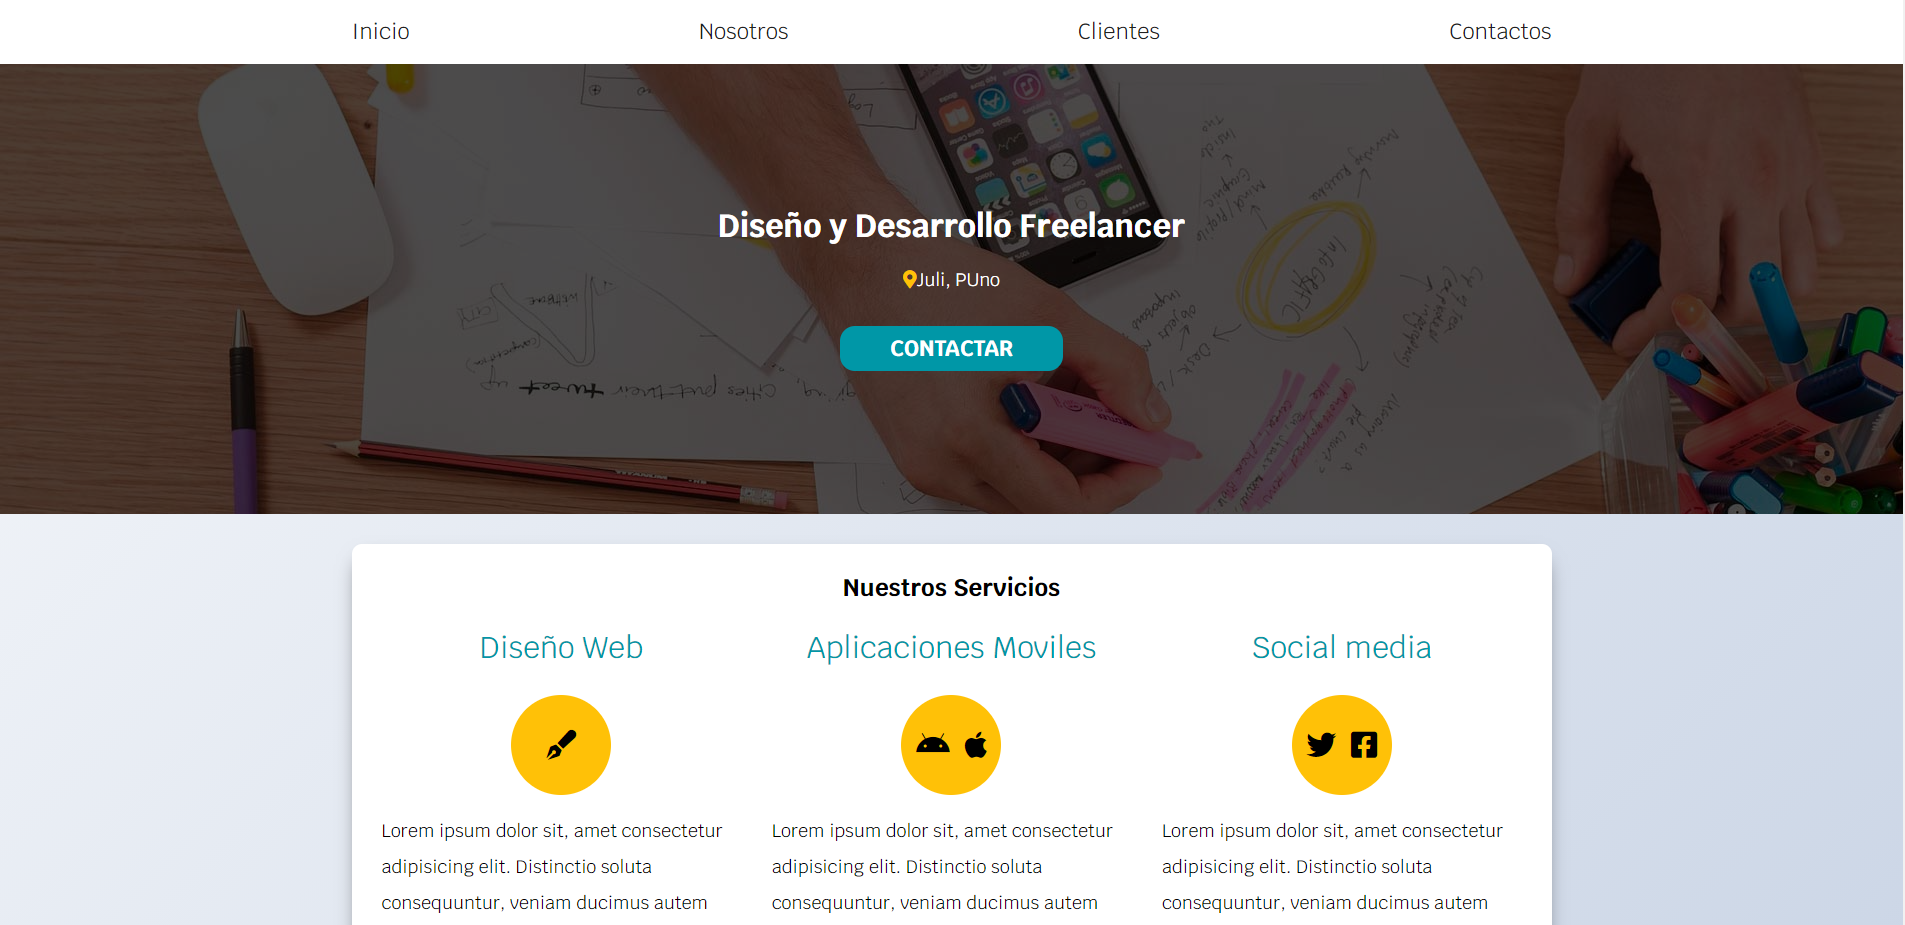 Inicio
Nosotros
Clientes
Contactos
Diseño y Desarrollo Freelancer
Juli, PUno
CONTACTAR
Nuestros Servicios
Diseño Web
Aplicaciones Moviles
Social media
Lorem ipsum dolor sit, amet consectetur
adipisicing elit. Distinctio soluta
consequuntur, veniam ducimus autem
Lorem ipsum dolor sit, amet consectetur
adipisicing elit. Distinctio soluta
consequuntur, veniam ducimus autem
Lorem ipsum dolor sit, amet consectetur
adipisicing elit. Distinctio soluta
consequuntur, veniam ducimus autem